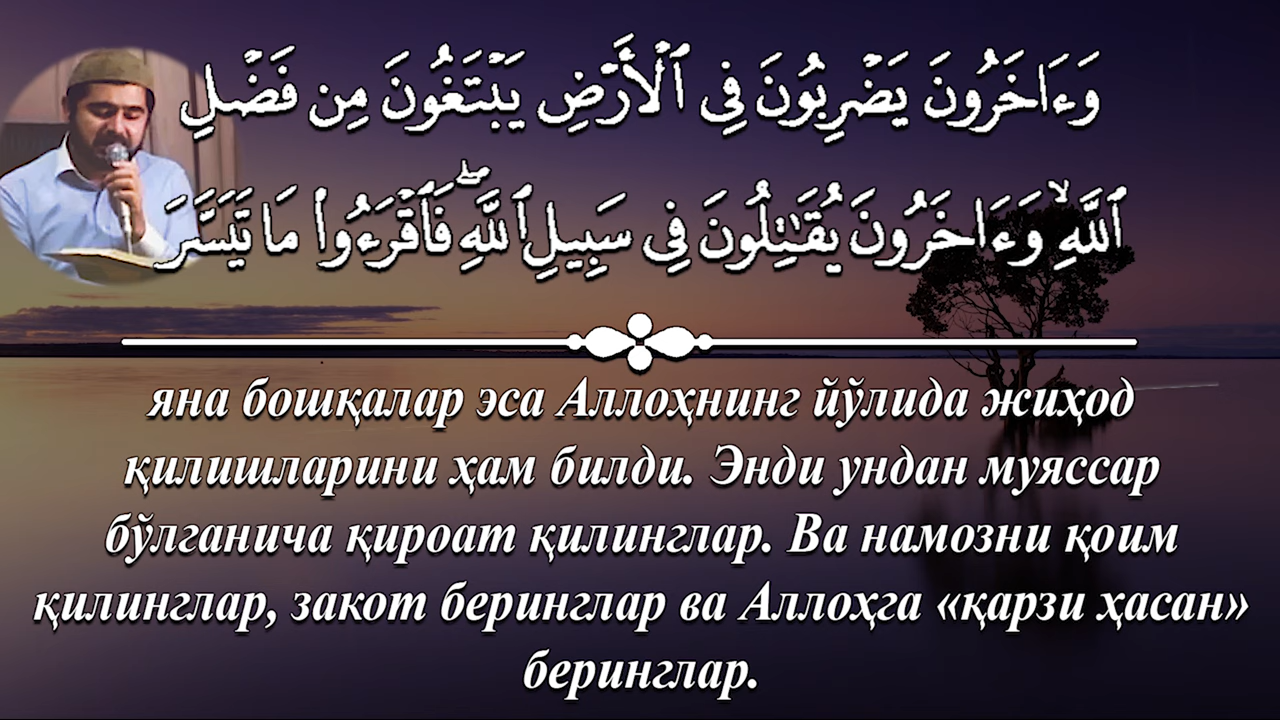 وَءَاخَرُونَ يَضْرِبُونَ فِي ٱلْأَرْضِ يَبْتَغُونَ مِن فَضْلِ
ٱللَّهِ ۙ وَءَاخَرُونَ يُقَـٰتِلُونَ فِي سَبِيلِ ٱللَّهِ ۖ فَٱقْرَءُوا۟ مَا تَيَسَّرَ
яна бошқалар эса Аллоҳнинг йўлида жиҳод
қилишларини ҳам билди. Энди ундан муяссар
бўлганича қироат қилинглар. Ва намозни қоим
қилинглар, закот беринглар ва Аллоҳга «қарзи ҳасан»
беринглар.